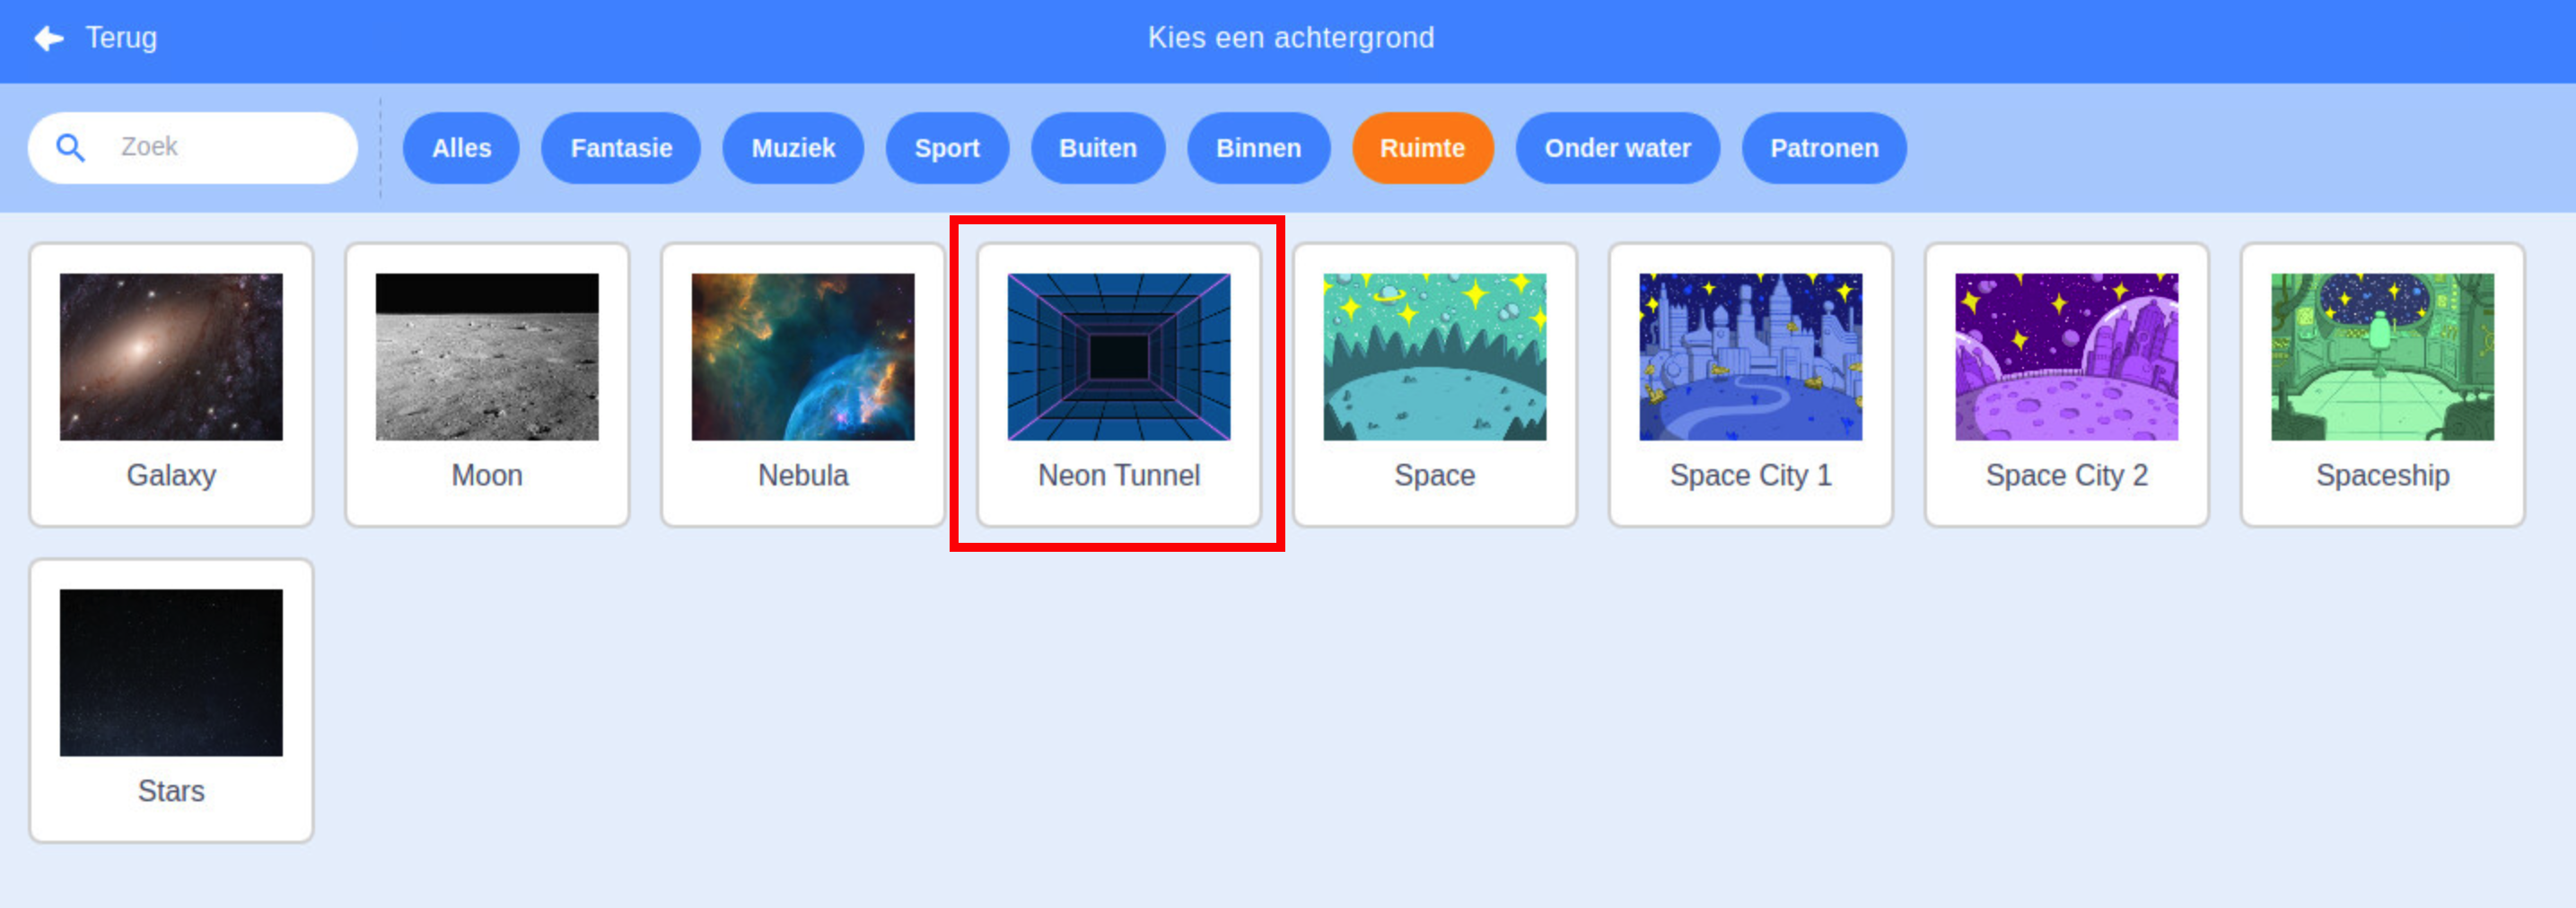 Terug
Kies een achtergrond
Zoek
Alles
Fantasie
Muziek
Sport
Buiten
Binnen
Ruimte
Onder water
Patronen
Galaxy
Moon
Nebula
Neon Tunnel
Space
Space City 1
Space City 2
Spaceship
Stars